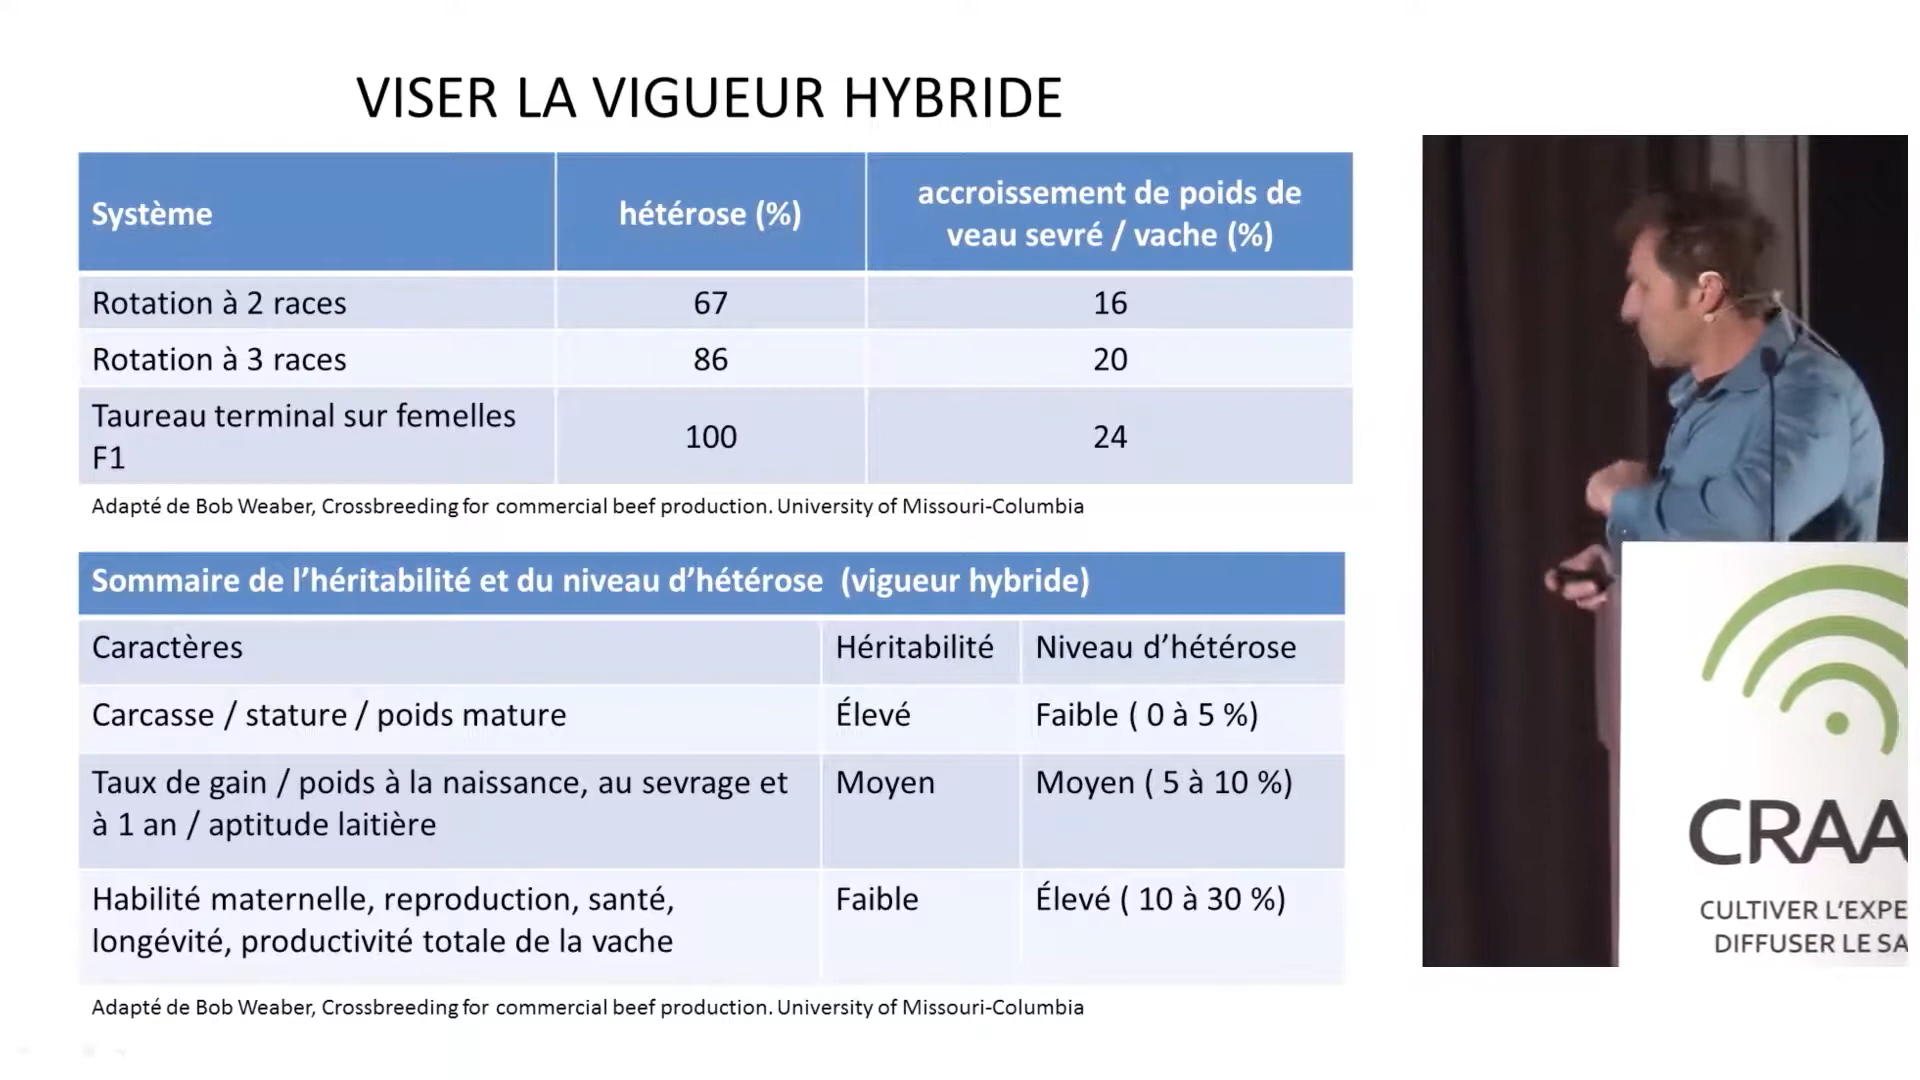 VISER LA VIGUEUR HYBRIDE
Système
hétérose (%)
accroissement de poids de
veau sevré / vache (%)
Rotation à 2 races
67
16
Rotation à 3 races
86
20
Taureau terminal sur femelles
F1
100
24
Adapté de Bob Weaber, Crossbreeding for commercial beef production. University of Missouri-Columbia
Sommaire de l’héritabilité et du niveau d’hétérose (vigueur hybride)
Caractères
Héritabilité
Niveau d’hétérose
Carcasse / stature / poids mature
Élevé
Faible ( 0 à 5 %)
Taux de gain / poids à la naissance, au sevrage et
à 1 an / aptitude laitière
Moyen
Moyen ( 5 à 10 %)
Habilité maternelle, reproduction, santé,
longévité, productivité totale de la vache
Faible
Élevé ( 10 à 30 %)
Adapté de Bob Weaber, Crossbreeding for commercial beef production. University of Missouri-Columbia
CRAA
CULTIVER L’EXPE
DIFFUSER LE SA